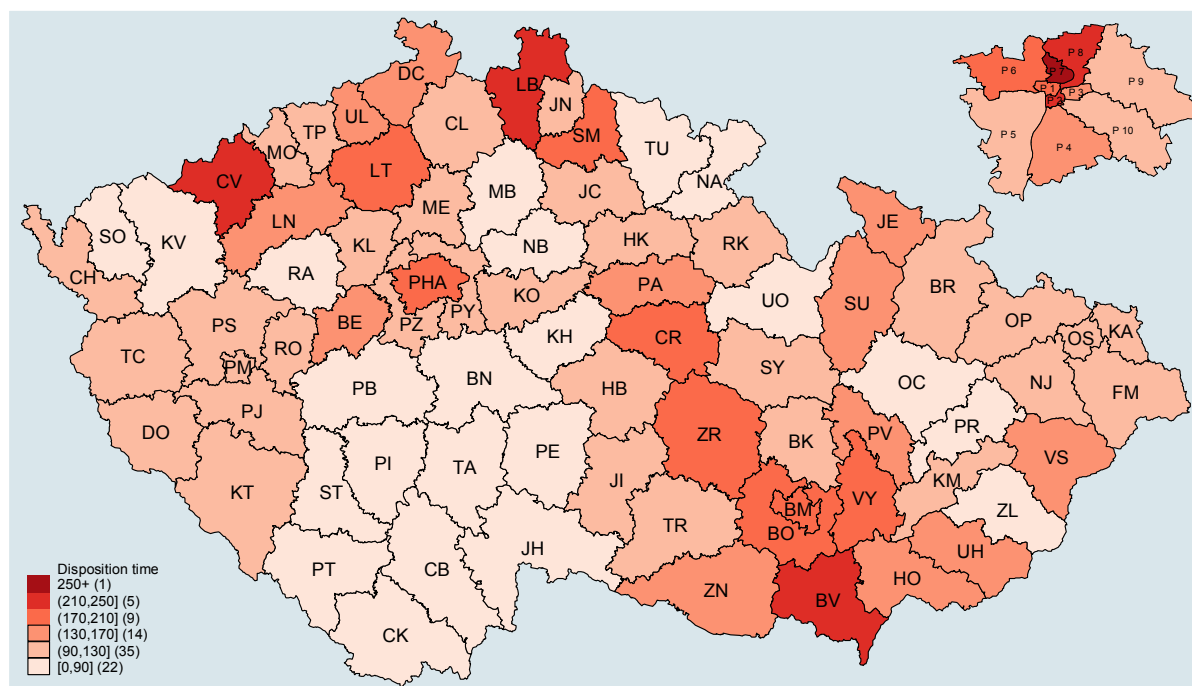 DC
LB
JN
SM
UL
TP
MO
CL
TU
NA
LT
CV
MB
JC
ME
LN
SO
KV
KL
NB
HK
RK
JE
CH
RA
PHA
KO
PA
UO
SU
BR
PS
BE
PZ
PY
OP
KA
OS
TC
RO
PM
KH
CR
SY
OC
NJ
FM
PB
BN
HB
PJ
DO
PR
ZR
BK
PV
VS
KT
ST
PI
TA
PE
JI
KM
VY
BM
BO
TR
ZL
JH
UH
PT
CB
ZN
BV
HO
CK
P 8
P 6
P 7
P 9
P 1
P 3
P 2
P 5
P 10
P 4
Disposition time
250+ (1)
(210,250] (5)
(170,210] (9)
(130,170] (14)
(90,130] (35)
[0,90] (22)